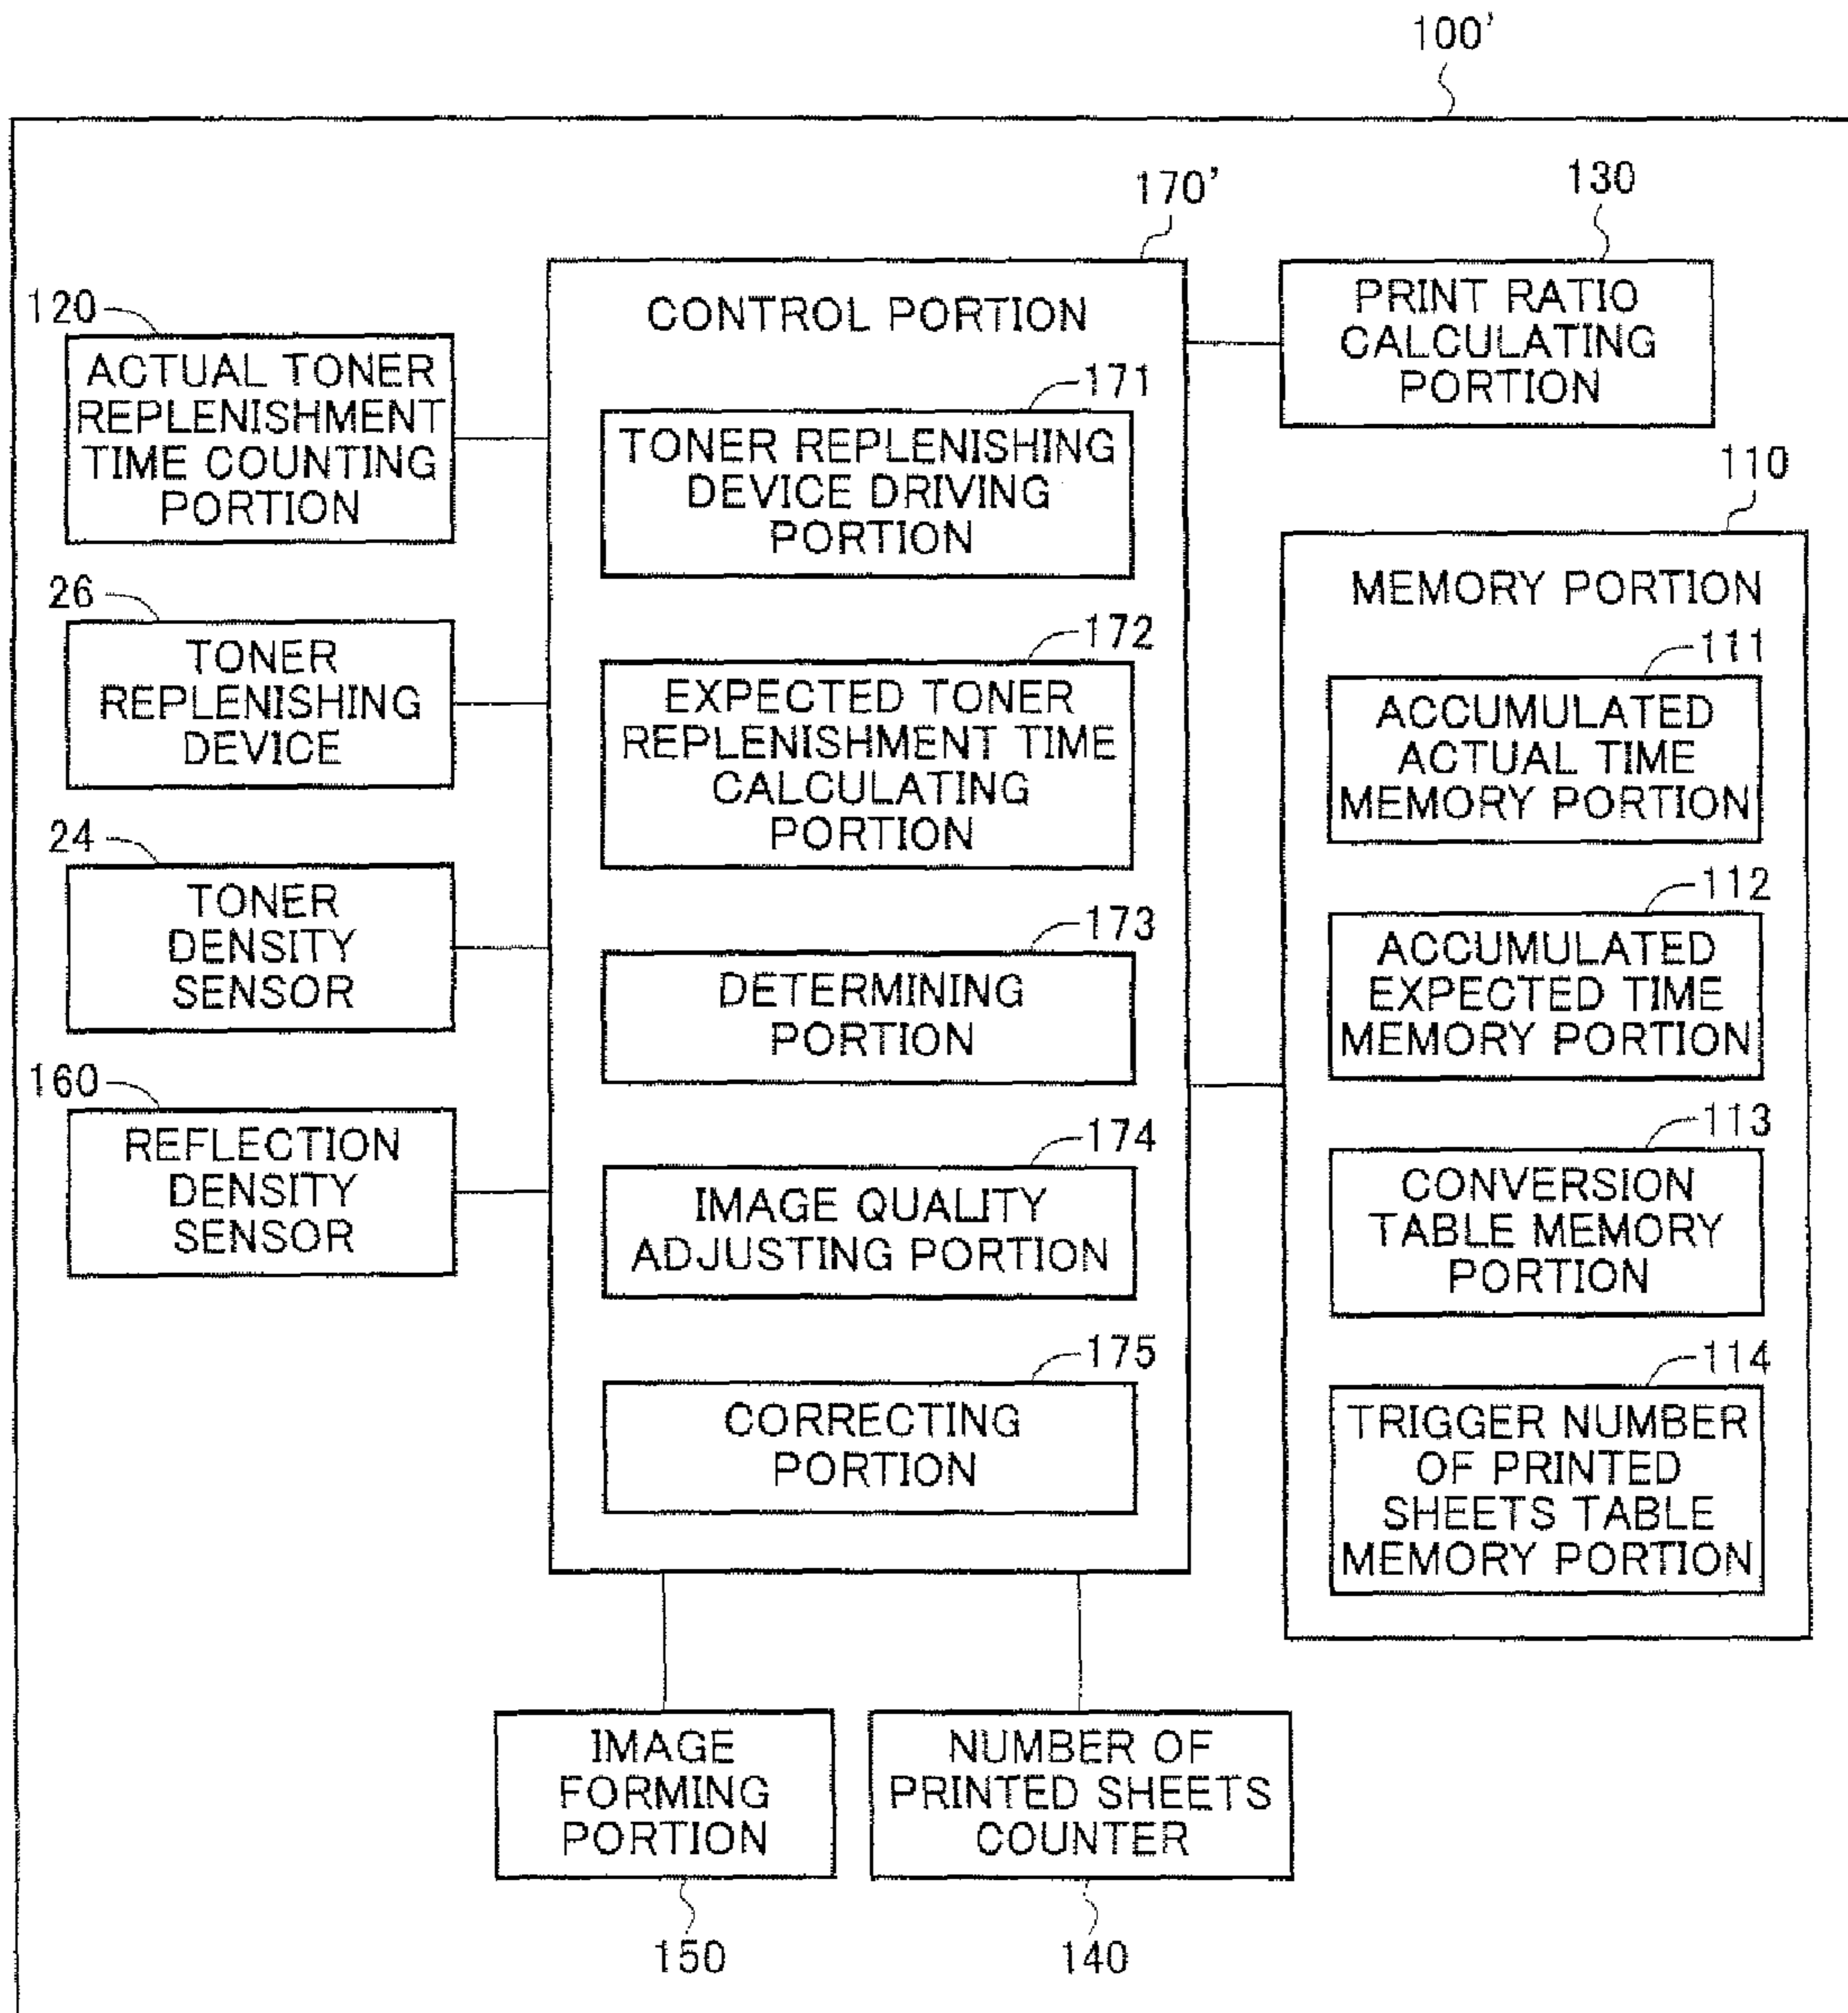 100'
170'
130
120
ACTUAL TONER
REPLENISHMENT
TIME COUNTING
PORTION
26
TONER
REPLENISHING
DEVICE
24
TONER
DENSITY
SENSOR
160
REFLECTION
DENSITY
SENSOR
CONTROL PORTION
171
TONER REPLENISHING
DEVICE DRIVING
PORTION
172
EXPECTED TONER
REPLENISHMENT TIME
CALCULATING
PORTION
173
DETERMINING
PORTION
174
IMAGE QUALITY
ADJUSTING PORTION
175
CORRECTING
PORTION
PRINT RATIO
CALCULATING
PORTION
110
MEMORY PORTION
111
ACCUMULATED
ACTUAL TIME
MEMORY PORTION
112
ACCUMULATED
EXPECTED TIME
MEMORY PORTION
113
CONVERSION
TABLE MEMORY
PORTION
114
TRIGGER NUMBER
OF PRINTED
SHEETS TABLE
MEMORY PORTION
IMAGE
FORMING
PORTION
150
NUMBER OF
PRINTED SHEETS
COUNTER
140